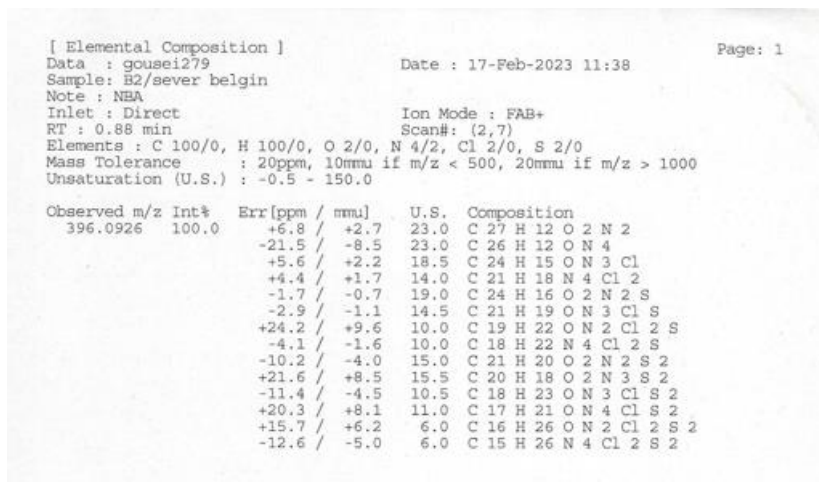 [ Elemental Composition ] Page: 1
Data : gousei279 Date : 17-Feb-2023 11:38
Sample: B2/sever belgin
Note : NBA
Inlet : Direct Ion Mode : FAB+
RT : 0.88 min Scan#: (2,7)
Elements : C 100/0, H 100/0, O 2/0, N 4/2, Cl 2/0, S 2/0
Mass Tolerance : 20ppm, 10mmu if m/z < 500, 20mmu if m/z > 1000
Unsaturation (U.S.) : -0.5 - 150.0
Observed m/z Int% Err[ppm / mmu] U.S. Composition
396.0926 100.0 +6.8 / +2.7 23.0 C 27 H 12 O 2 N 2
-21.5 / -8.5 23.0 C 26 H 12 O N 4
+5.6 / +2.2 18.5 C 24 H 15 O N 3 Cl
+4.4 / +1.7 14.0 C 21 H 18 N 4 Cl 2
-1.7 / -0.7 19.0 C 24 H 16 O 2 N 2 S
-2.9 / -1.1 14.5 C 21 H 19 O N 3 Cl S
+24.2 / +9.6 10.0 C 19 H 22 O N 2 Cl 2 S
-4.1 / -1.6 10.0 C 18 H 22 N 4 Cl 2 S
-10.2 / -4.0 15.0 C 21 H 20 O 2 N 2 S 2
+21.6 / +8.5 15.5 C 20 H 18 O 2 N 3 S 2
-11.4 / -4.5 10.5 C 18 H 23 O N 3 Cl S 2
+20.3 / +8.1 11.0 C 17 H 21 O N 4 Cl S 2
+15.7 / +6.2 6.0 C 16 H 26 O N 2 Cl 2 S 2
-12.6 / -5.0 6.0 C 15 H 26 N 4 Cl 2 S 2